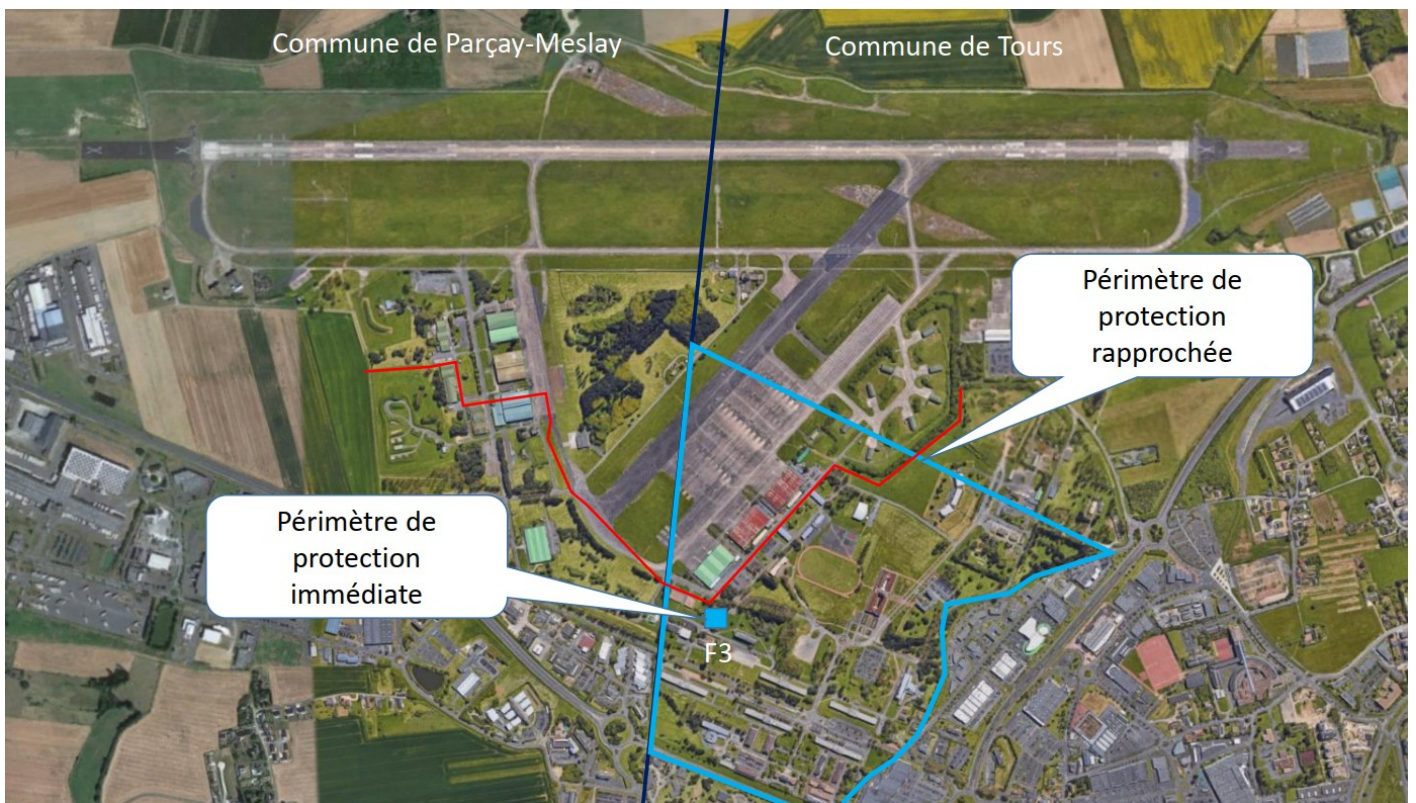 Commune de Parçay-Meslay
Commune de Tours
Périmètre de
protection
rapprochée
Périmètre de
protection
immédiate
F3